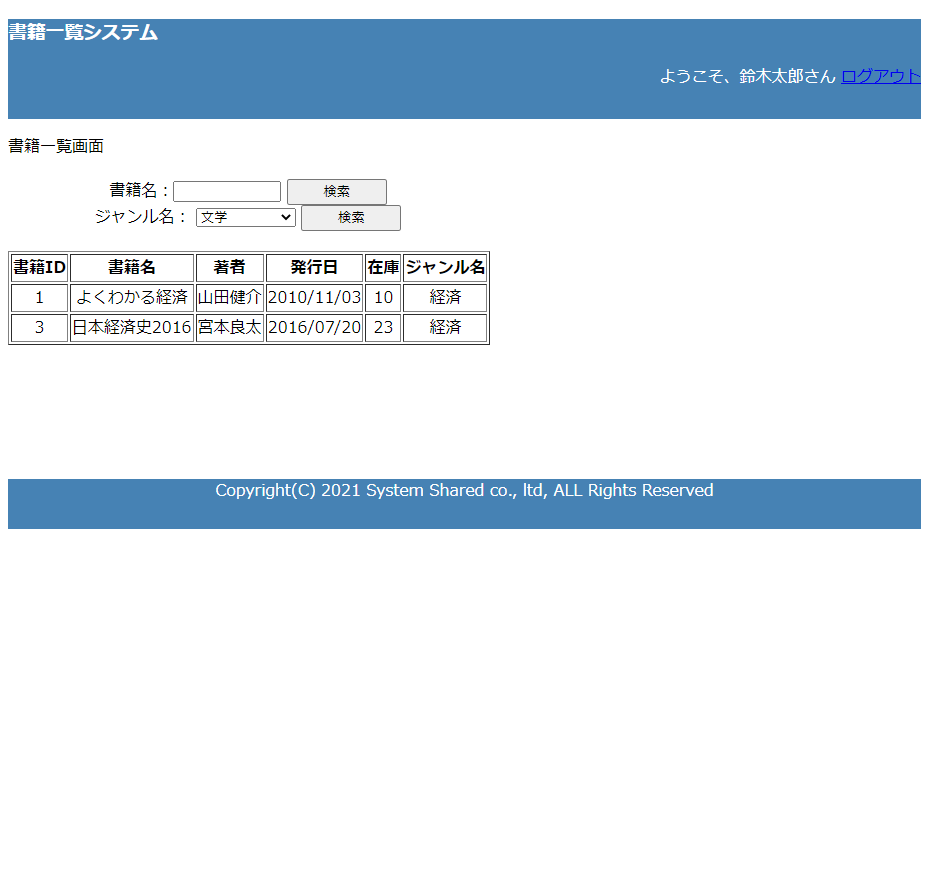 書籍一覧システム
ようこそ、鈴木太郎さん ログアウト
書籍一覧画面
書籍名： 検索
ジャンル名： 文学 検索
書籍ID 書籍名 著者 発行日 在庫 ジャンル名
1 よくわかる経済 山田健介 2010/11/03 10 経済
3 日本経済史2016 宮本良太 2016/07/20 23 経済
Copyright(C) 2021 System Shared co., ltd, ALL Rights Reserved